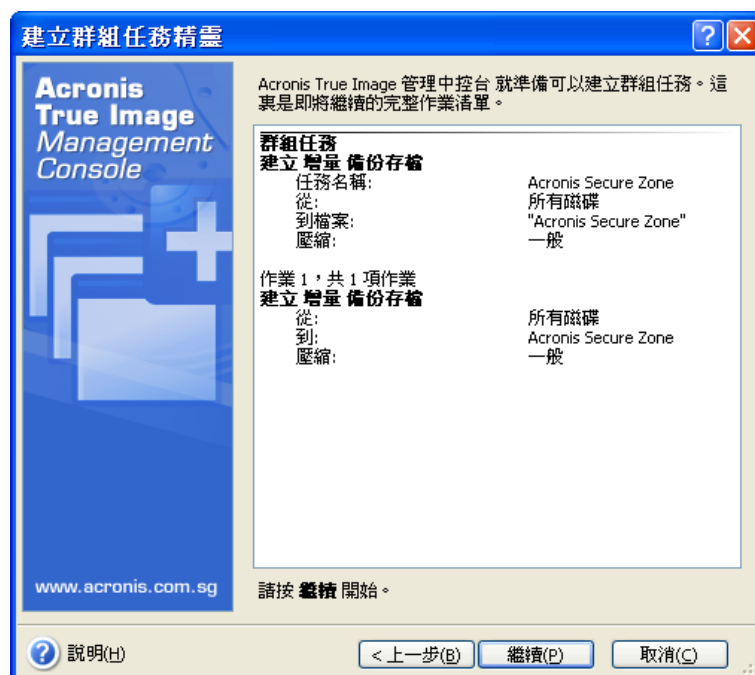 建立群組任務精靈
Acronis
True Image
Management
Console
Acronis True Image 管理中控台 就準備可以建立群組任務。這
裏是即將繼續的完整作業清單。
群組任務
建立 增量 備份存檔
任務名稱: Acronis Secure Zone
從: 所有磁碟
到檔案: "Acronis Secure Zone"
壓縮: 一般
作業 1，共 1 項作業
建立 增量 備份存檔
從: 所有磁碟
到: Acronis Secure Zone
壓縮: 一般
www.acronis.com.sg
請按 繼續 開始。
說明(H)
< 上一步(B)
繼續(P)
取消(C)